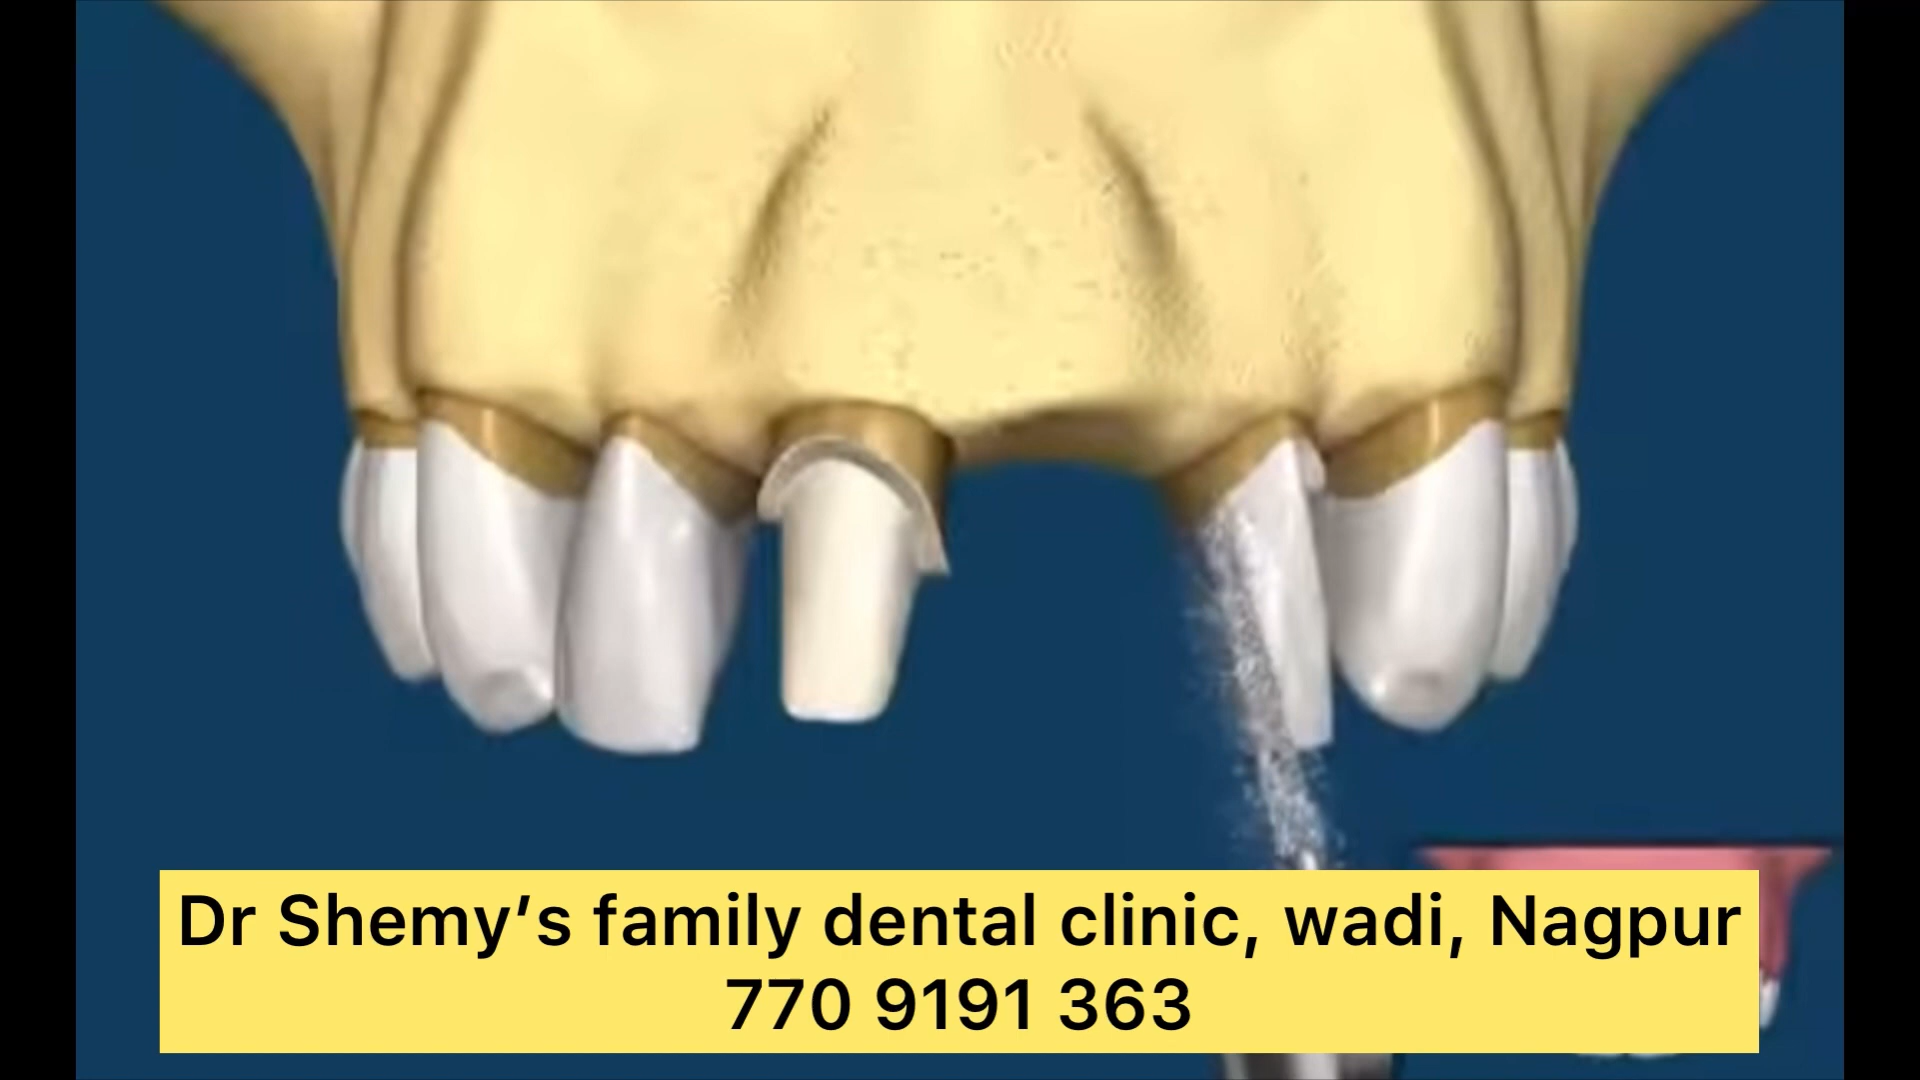 Dr Shemy’s family dental clinic, wadi, Nagpur
770 9191 363